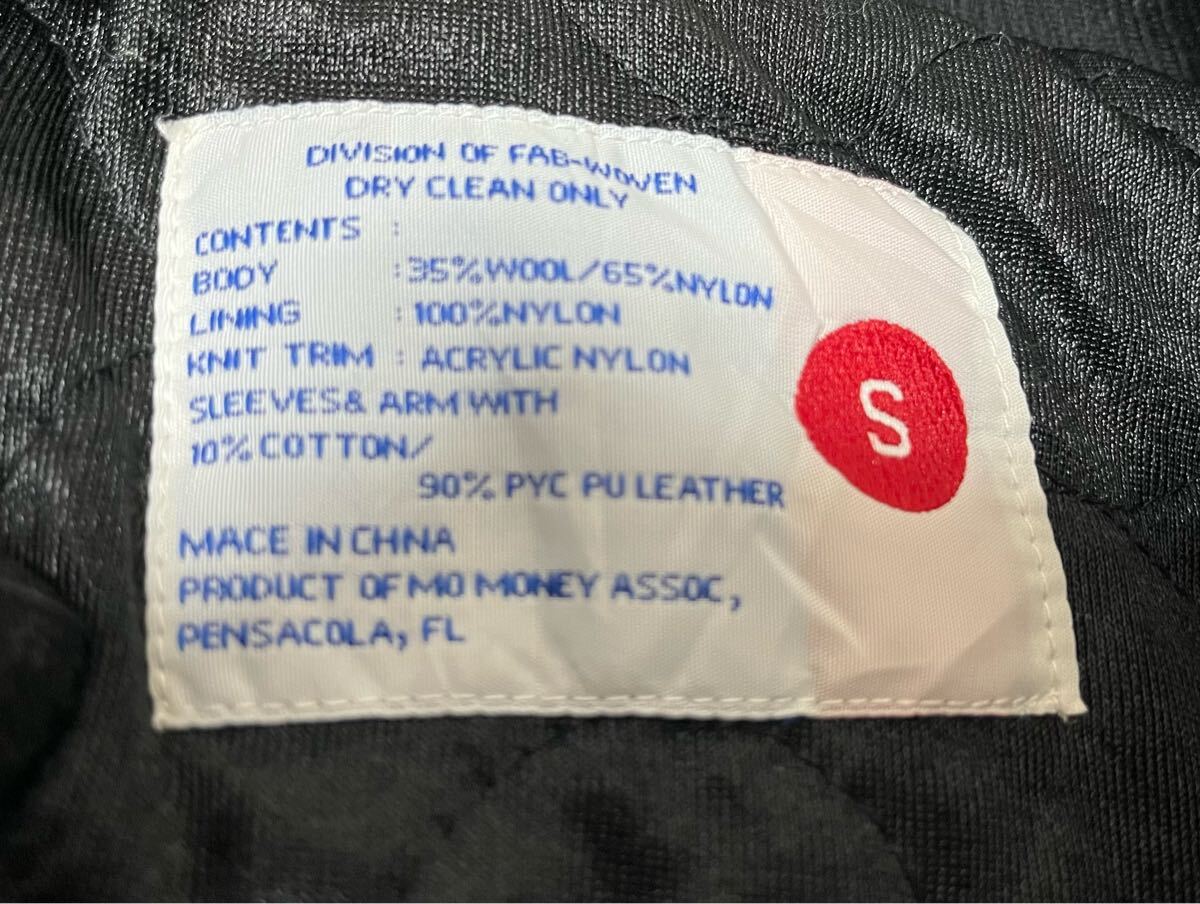 DIVISION OF FAB-WOVEN
DRY CLEAN ONLY
CONTENTS :
BODY : 35%WOOL/65%NYLON
LINING : 100%NYLON
KNIT TRIM : ACRYLIC NYLON
SLEEVES& ARM WITH
10% COTTON/
90% PYC PU LEATHER
MACE IN CHNA
PRODUCT OF MO MONEY ASSOC,
PENSACOLA, FL
S